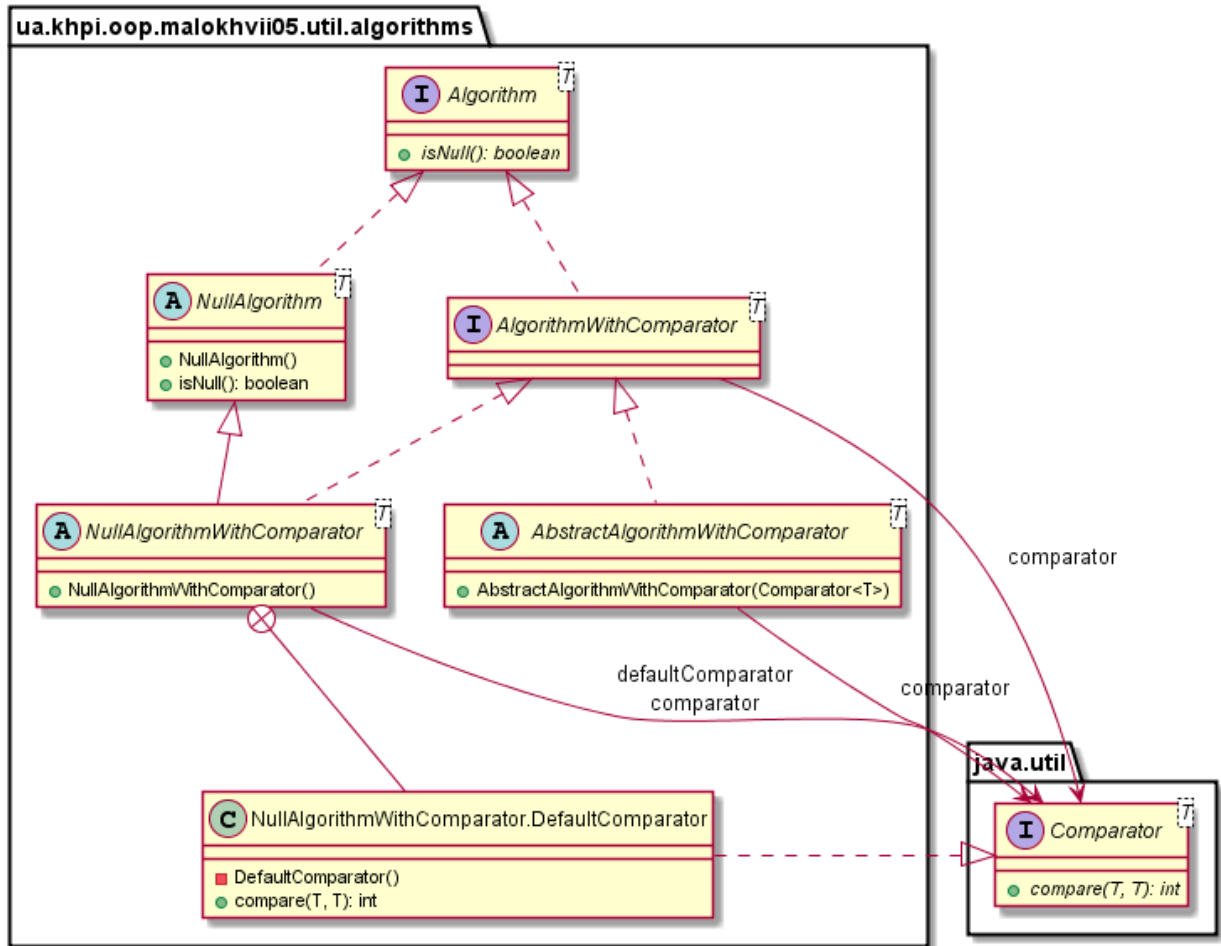 ua.khpi.oop.malokhvii05.util.algorithms
I Algorithm T
isNull(): boolean
A NullAlgorithm T
NullAlgorithm()
isNull(): boolean
I AlgorithmWithComparator T
A NullAlgorithmWithComparator T
NullAlgorithmWithComparator()
A AbstractAlgorithmWithComparator T
AbstractAlgorithmWithComparator(Comparator<T>)
comparator
defaultComparator
comparator
comparator
C NullAlgorithmWithComparator.DefaultComparator
DefaultComparator()
compare(T, T): int
java.util
I Comparator T
compare(T, T): int